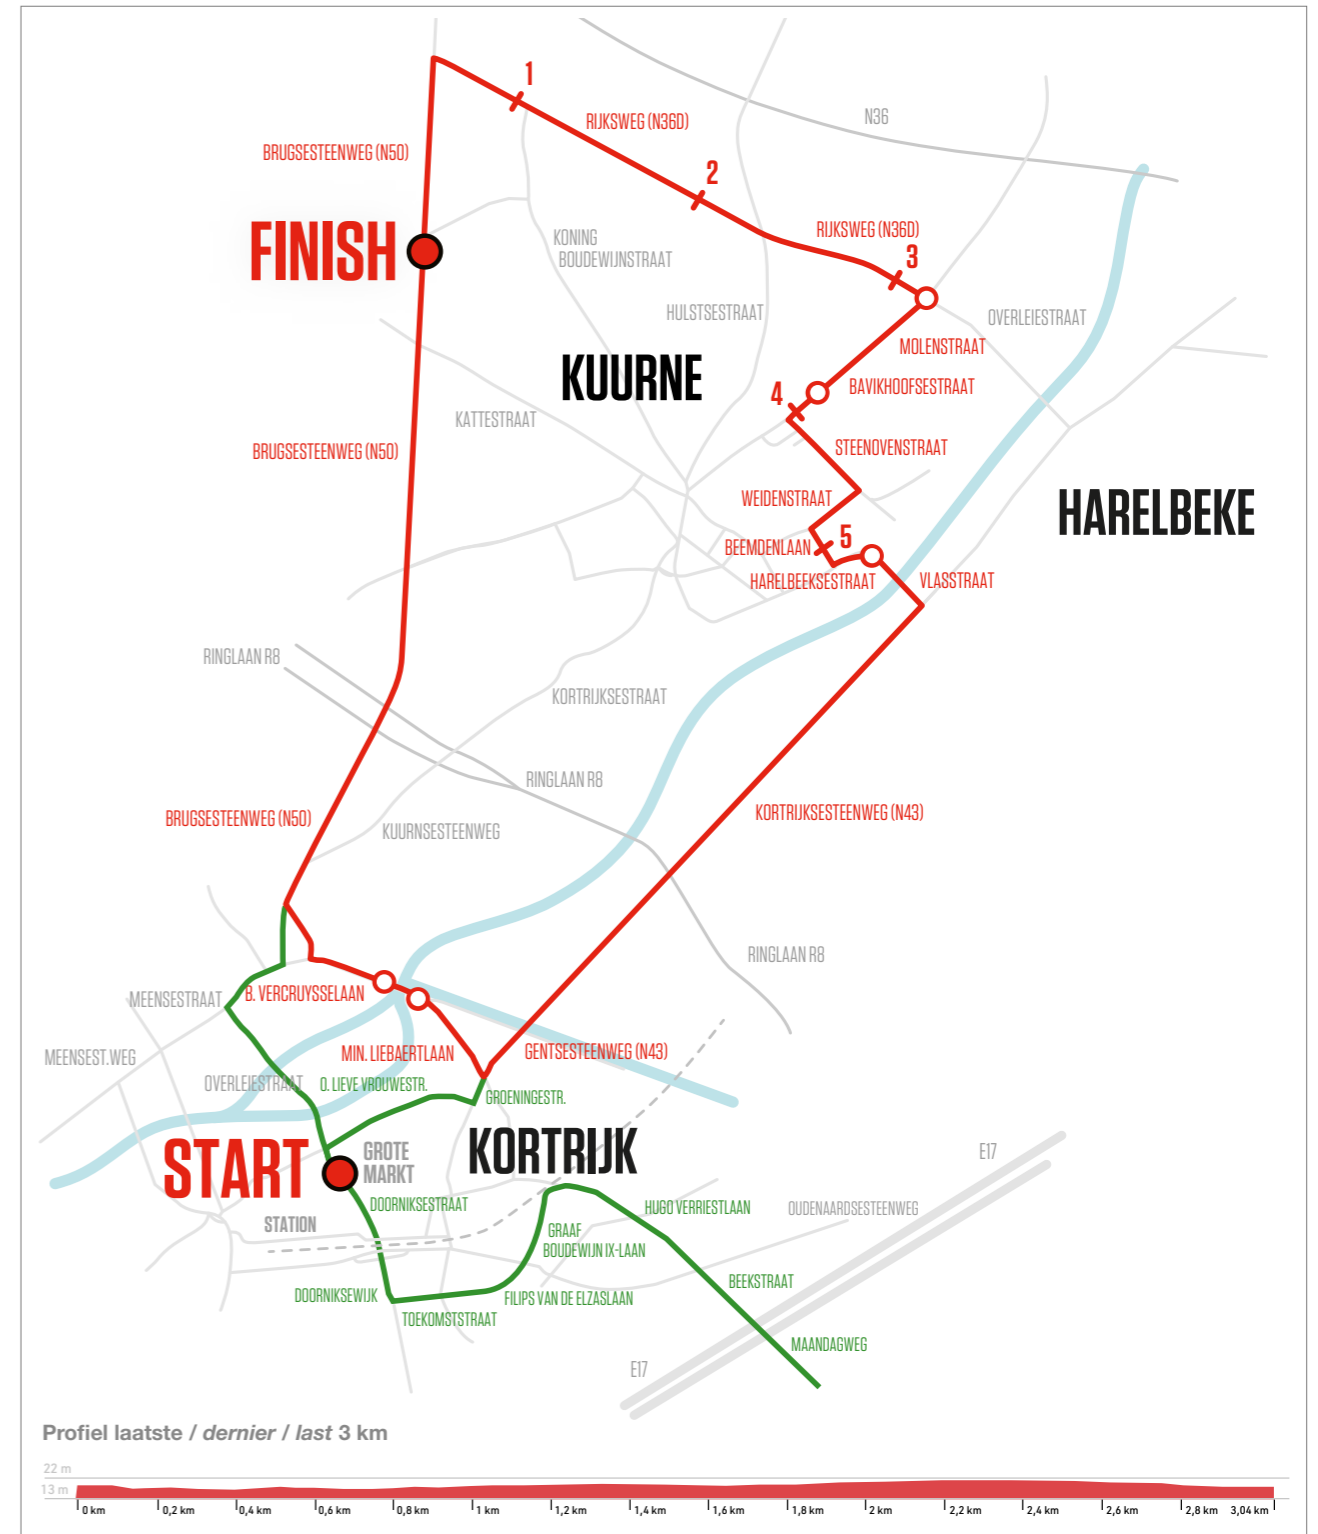 1
RIJKSWEG (N36D)
N36
BRUGSESTEENWEG (N50)
2
FINISH
KONING
BOUDEWIJNSTRAAT
RIJKSWEG (N36D)
3
HULSTSESTRAAT
OVERLEIESTRAAT
MOLENSTRAAT
KUURNE
4
BAVIKHOOFSESTRAAT
KATTESTRAAT
BRUGSESTEENWEG (N50)
STEENOVENSTRAAT
WEIDENSTRAAT
HARELBEKE
5
BEEMDENLAAN
HARELBEEKSESTRAAT
VLASSTRAAT
RINGLAAN R8
KORTRIJKSESTRAAT
RINGLAAN R8
BRUGSESTEENWEG (N50)
KUURNSESTEENWEG
KORTRIJKSESTEENWEG (N43)
RINGLAAN R8
MEENSESTRAAT
B. VERCRUYSSELAAN
MEENSEST.WEG
MIN. LIEBAERTLAAN
GENTSESTEENWEG (N43)
OVERLEIESTRAAT
O. LIEVE VROUWESTR.
GROENINGESTR.
START
GROTE
MARKT
KORTRIJK
E17
DOORNIKSESTRAAT
HUGO VERRIESTLAAN
OUDENAARDSESTEENWEG
STATION
GRAAF
BOUDEWIJN IX-LAAN
BEEKSTRAAT
DOORNIKSEWIJK
FILIPS VAN DE ELZASLAAN
TOEKOMSTSTRAAT
MAANDAGWEG
E17
Profiel laatste / dernier / last 3 km
22 m
13 m
0 km
0,2 km
0,4 km
0,6 km
0,8 km
1 km
1,2 km
1,4 km
1,6 km
1,8 km
2 km
2,2 km
2,4 km
2,6 km
2,8 km
3,04 km